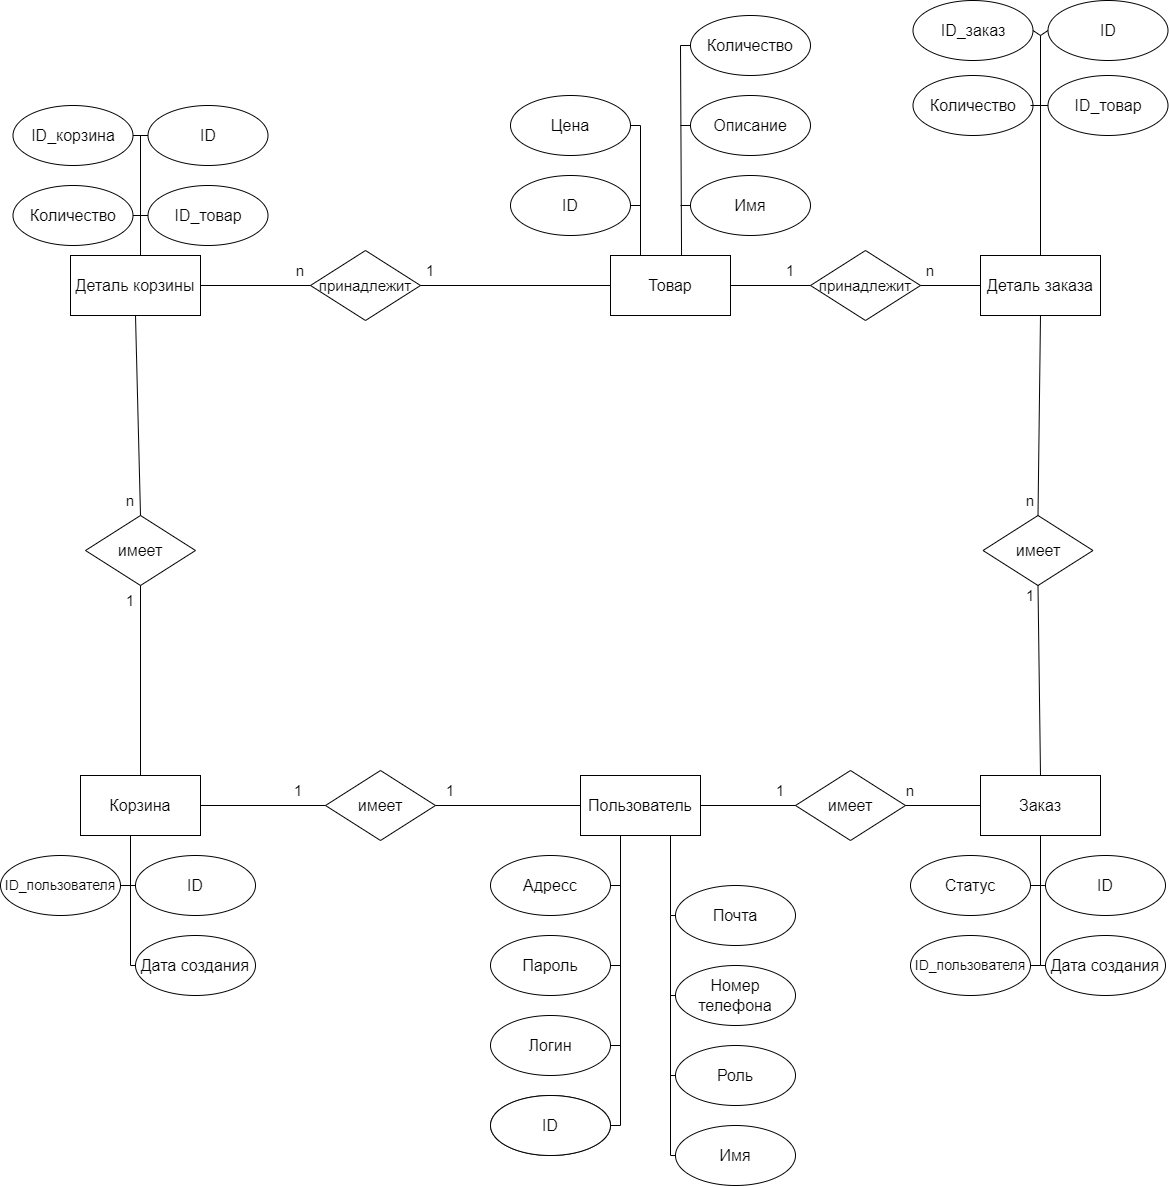 Количество
ID_заказ
ID
Цена
Описание
Количество
ID_товар
ID_корзина
ID
Количество
ID_товар
ID
Имя
Деталь корзины
n
принадлежит
1
Товар
1
принадлежит
n
Деталь заказа
n
имеет
1
n
имеет
1
Корзина
1
имеет
1
Пользователь
1
имеет
n
Заказ
ID_пользователя
ID
Дата создания
Адресс
Пароль
Логин
ID
Почта
Номер
телефона
Роль
Имя
Статус
ID
ID_пользователя
Дата создания